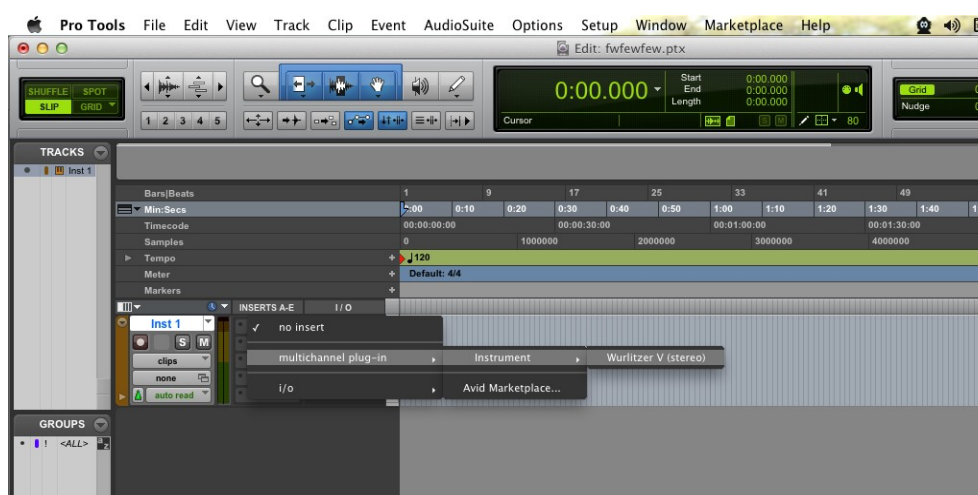 Pro Tools File Edit View Track Clip Event AudioSuite Options Setup Window Marketplace Help
Edit: fwfewfew.ptx
SHUFFLE SPOT
SLIP GRID
1 2 3 4 5
0:00.000
Start 0:00.000
End 0:00.000
Length 0:00.000
Cursor
S M
80
Grid
Nudge
TRACKS
Inst 1
Bars|Beats 1 9 17 25 33 41 49
Min:Secs 0:00 0:10 0:20 0:30 0:40 0:50 1:00 1:10 1:20 1:30 1:40
Timecode 00:00:00:00 00:00:30:00 00:01:00:00 00:01:30:00
Samples 0 1000000 2000000 3000000 4000000
Tempo 120
Meter Default: 4/4
Markers
INSERTS A-E I / O
Inst 1
S M
clips
none
auto read
✓ no insert
multichannel plug-in
i/o
Instrument
Avid Marketplace...
Wurlitzer V (stereo)
GROUPS
! <ALL> a z